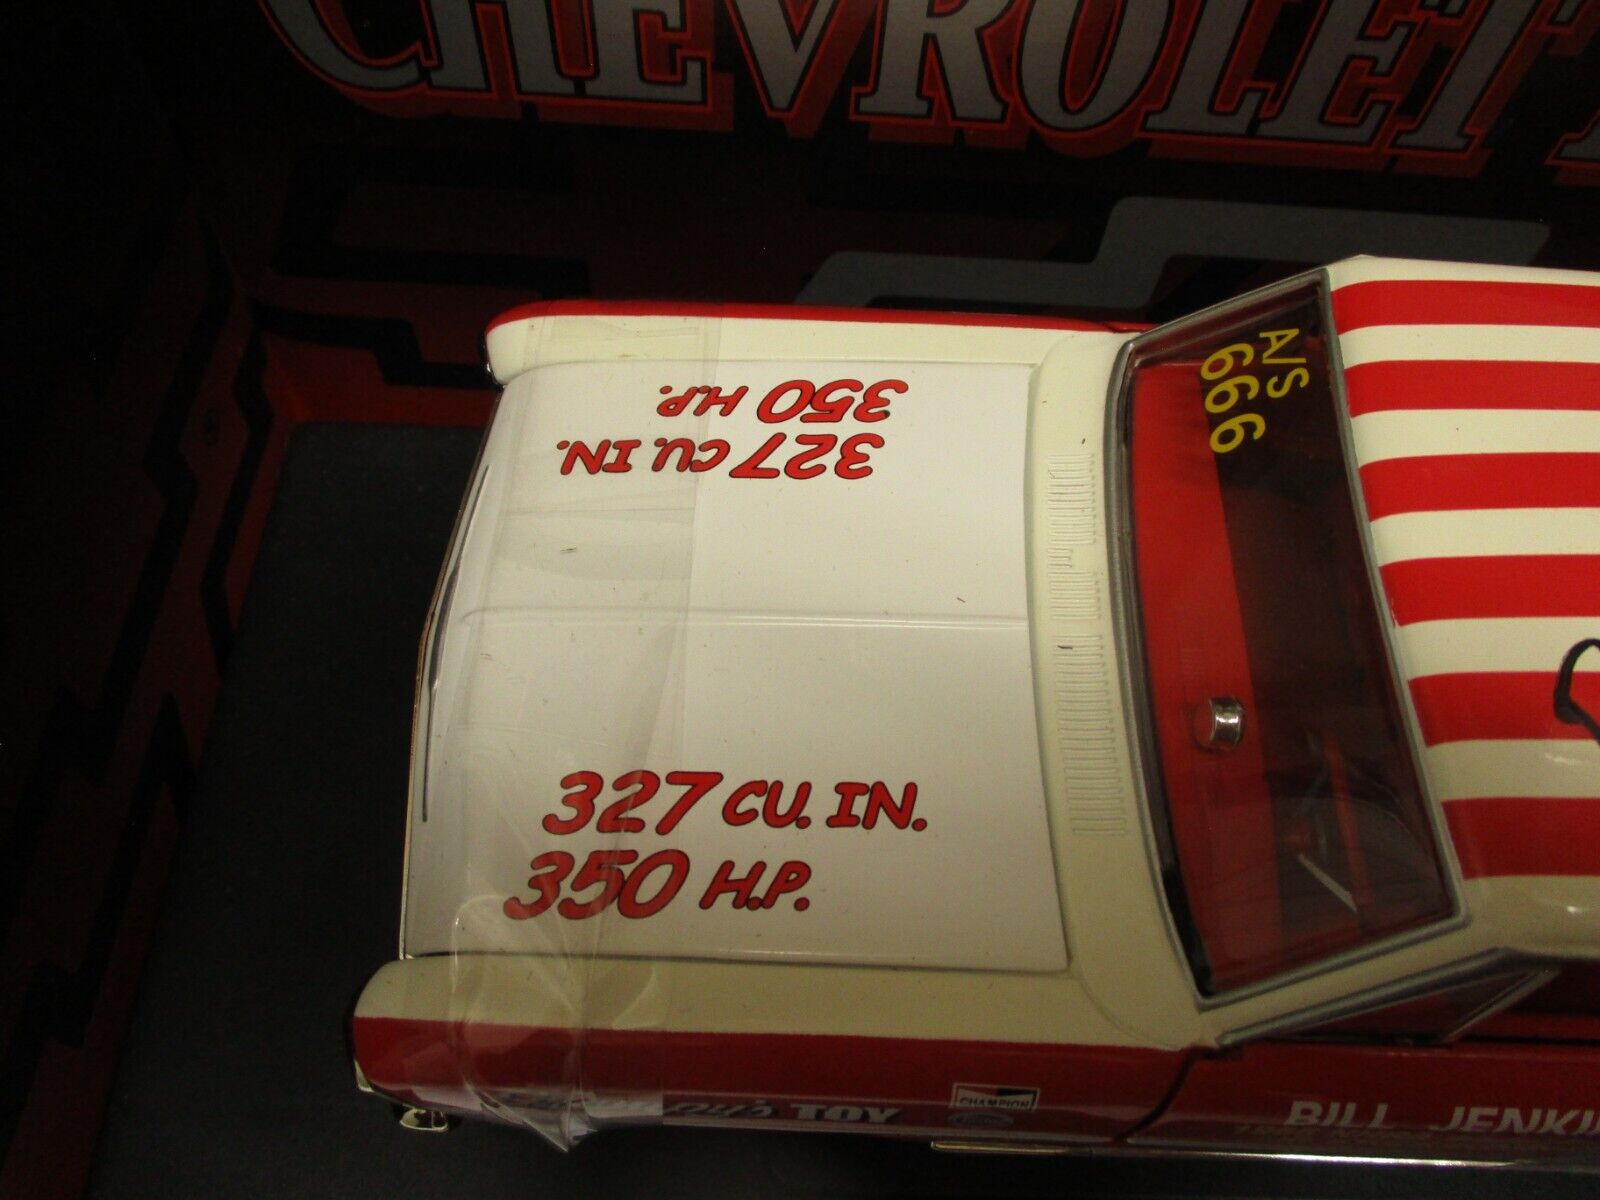 CHEVROLET
A/S
666
350 H.P.
327 CU. IN.
327 CU. IN.
350 H.P.
TOY
CHAMPION
BILL JENKI